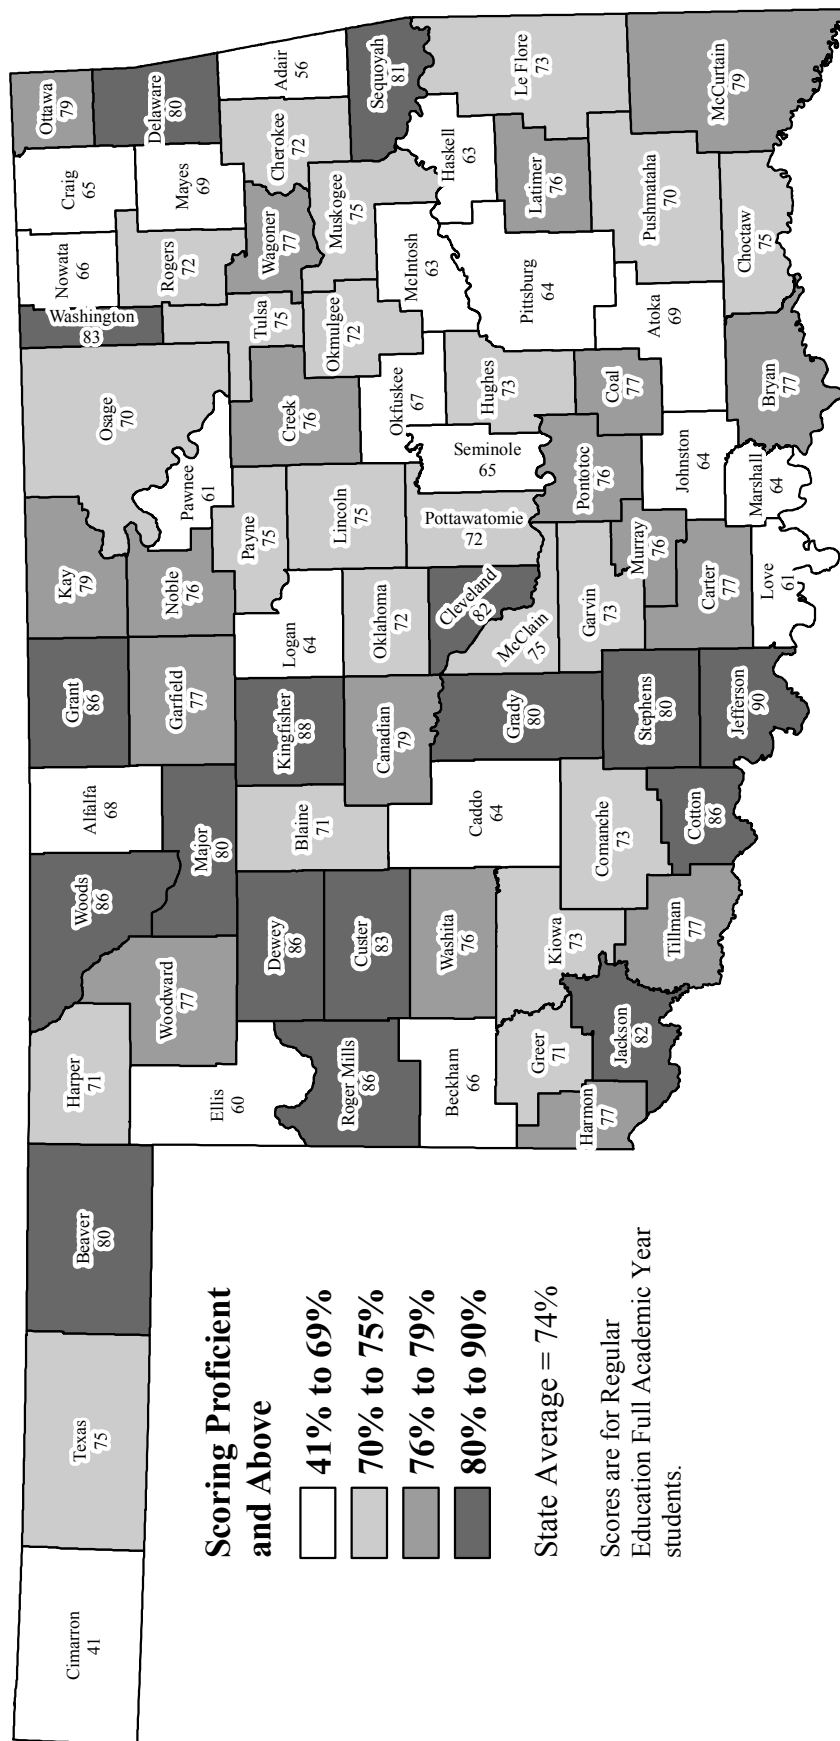 Cimarron
41
Texas
75
Beaver
80
Harper
71
Ellis
60
Woodward
77
Woods
86
Alfalfa
68
Major
80
Grant
86
Garfield
77
Kay
79
Noble
76
Osage
70
Pawnee
61
Washington
83
Nowata
66
Craig
65
Ottawa
79
Delaware
80
Mayes
69
Rogers
72
Roger Mills
86
Dewey
86
Custer
83
Blaine
71
Kingfisher
88
Logan
64
Payne
75
Lincoln
75
Creek
76
Tulsa
75
Wagoner
77
Cherokee
72
Adair
56
Beckham
66
Washita
76
Caddo
64
Canadian
79
Oklahoma
72
Cleveland
82
Pottawatomie
72
Seminole
65
Okfuskee
67
Okmulgee
72
Muskogee
75
McIntosh
63
Sequoyah
81
Haskell
63
Harmon
77
Greer
71
Jackson
82
Kiowa
73
Tillman
77
Comanche
73
Cotton
86
Grady
80
McClain
75
Garvin
73
Stephens
80
Jefferson
90
Murray
76
Carter
77
Love
61
Pontotoc
76
Johnston
64
Marshall
64
Hughes
73
Coal
77
Pittsburg
64
Atoka
69
Bryan
77
Latimer
76
Le Flore
73
Pushmataha
70
Choctaw
75
McCurtain
79
Scoring Proficient
and Above
41% to 69%
70% to 75%
76% to 79%
80% to 90%
State Average = 74%
Scores are for Regular
Education Full Academic Year
students.